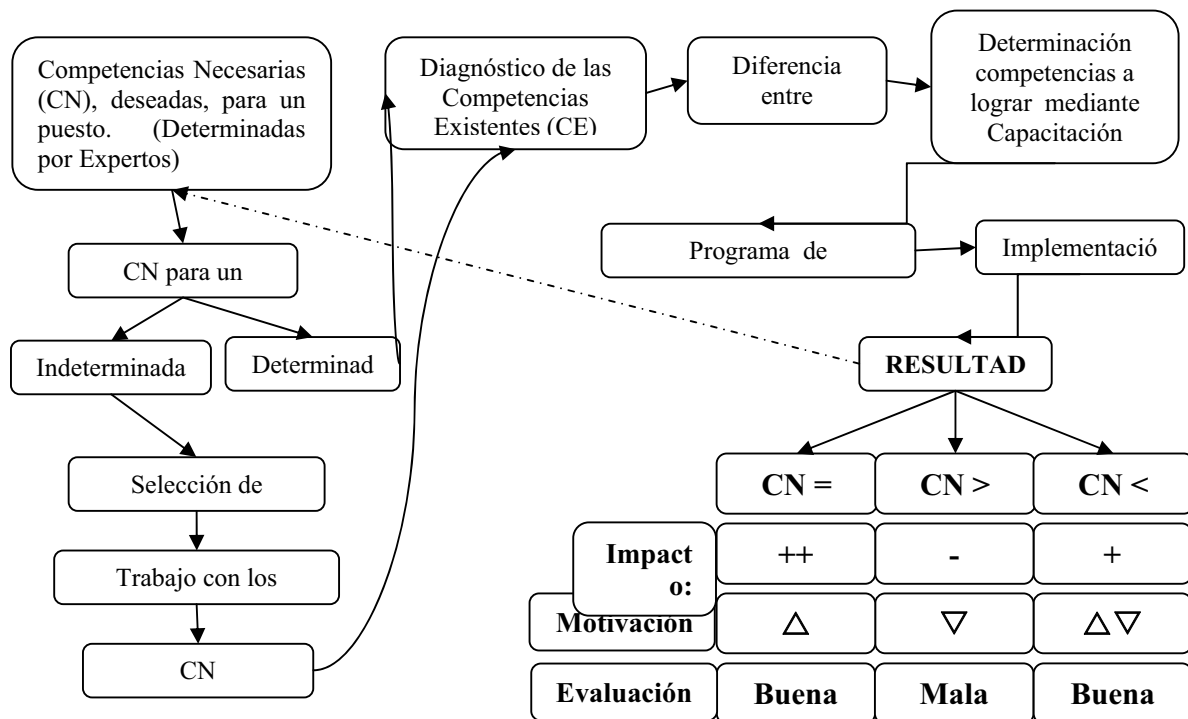 Competencias Necesarias
(CN), deseadas, para un
puesto. (Determinadas
por Expertos)
Diagnóstico de las
Competencias
Existentes (CE)
Diferencia
entre
Determinación
competencias a
lograr mediante
Capacitación
CN para un
Indeterminada
Determinad
Selección de
Trabajo con los
CN
Programa de
Implementació
RESULTAD
CN =
CN >
CN <
Impact
o:
++
-
+
Motivación
△
▽
△▽
Evaluación
Buena
Mala
Buena